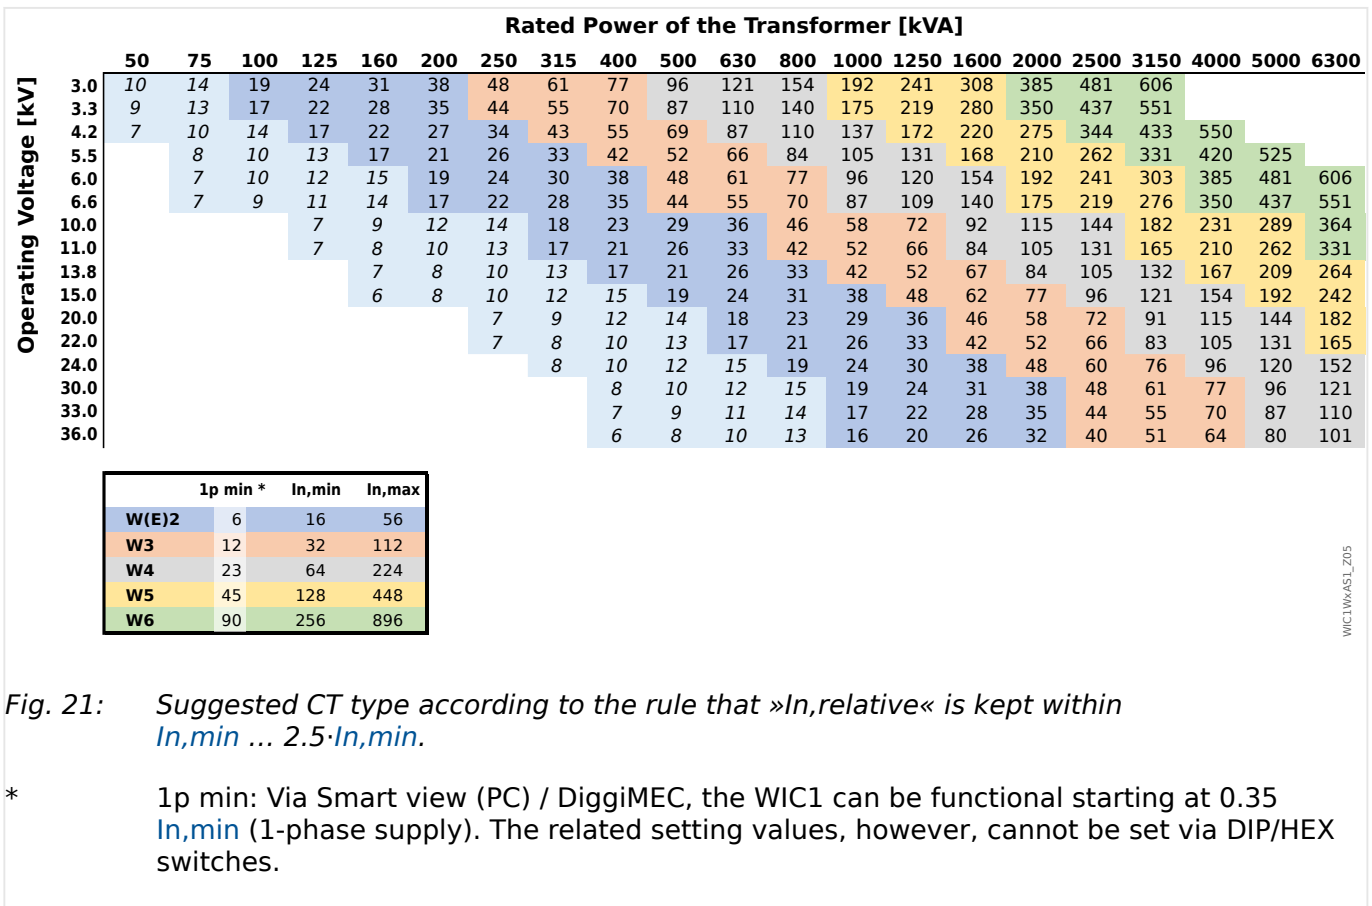 Rated Power of the Transformer [kVA]
50 75 100 125 160 200 250 315 400 500 630 800 1000 1250 1600 2000 2500 3150 4000 5000 6300
Operating Voltage [kV]
3.0 10 14 19 24 31 38 48 61 77 96 121 154 192 241 308 385 481 606
3.3 9 13 17 22 28 35 44 55 70 87 110 140 175 219 280 350 437 551
4.2 7 10 14 17 22 27 34 43 55 69 87 110 137 172 220 275 344 433 550
5.5 8 10 13 17 21 26 33 42 52 66 84 105 131 168 210 262 331 420 525
6.0 7 10 12 15 19 24 30 38 48 61 77 96 120 154 192 241 303 385 481 606
6.6 7 9 11 14 17 22 28 35 44 55 70 87 109 140 175 219 276 350 437 551
10.0 7 9 12 14 18 23 29 36 46 58 72 92 115 144 182 231 289 364
11.0 7 8 10 13 17 21 26 33 42 52 66 84 105 131 165 210 262 331
13.8 7 8 10 13 17 21 26 33 42 52 67 84 105 132 167 209 264
15.0 6 8 10 12 15 19 24 31 38 48 62 77 96 121 154 192 242
20.0 7 9 12 14 18 23 29 36 46 58 72 91 115 144 182
22.0 7 8 10 13 17 21 26 33 42 52 66 83 105 131 165
24.0 8 10 12 15 19 24 30 38 48 60 76 96 120 152
30.0 8 10 12 15 19 24 31 38 48 61 77 96 121
33.0 7 9 11 14 17 22 28 35 44 55 70 87 110
36.0 6 8 10 13 16 20 26 32 40 51 64 80 101
1p min * In,min In,max
W(E)2 6 16 56
W3 12 32 112
W4 23 64 224
W5 45 128 448
W6 90 256 896
WIC1WxAS1_Z05
Fig. 21: Suggested CT type according to the rule that »In,relative« is kept within
In,min … 2.5·In,min.
* 1p min: Via Smart view (PC) / DiggiMEC, the WIC1 can be functional starting at 0.35
In,min (1-phase supply). The related setting values, however, cannot be set via DIP/HEX
switches.